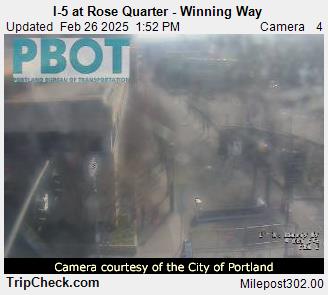 I-5 at Rose Quarter - Winning Way
Updated Feb 26 2025 1:52 PM Camera 4
PBOT
PORTLAND BUREAU OF TRANSPORTATION
Camera courtesy of the City of Portland
TripCheck.com Milepost302.00